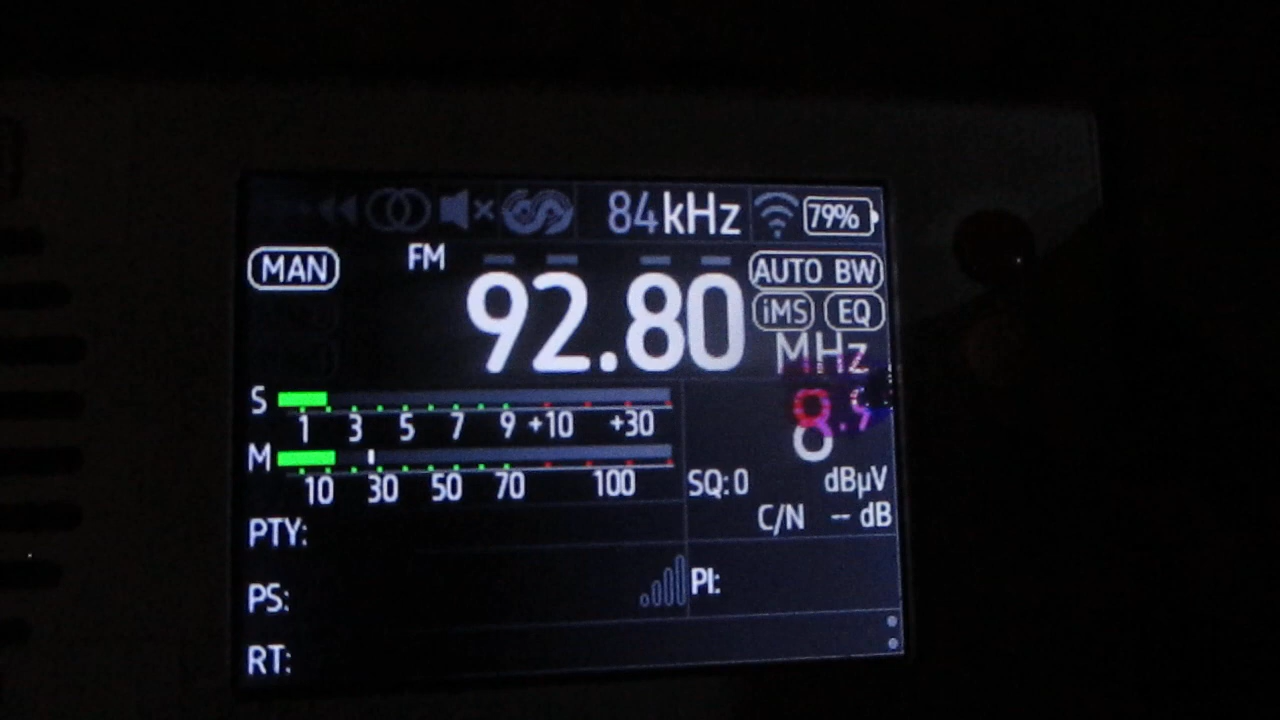 84kHz 79%
MAN FM AUTO BW
92.80 iMS EQ
MHz
S
1 3 5 7 9 +10 +30
M
10 30 50 70 100
SQ:0 dBµV
C/N -- dB
PTY:
PS: PI:
RT: